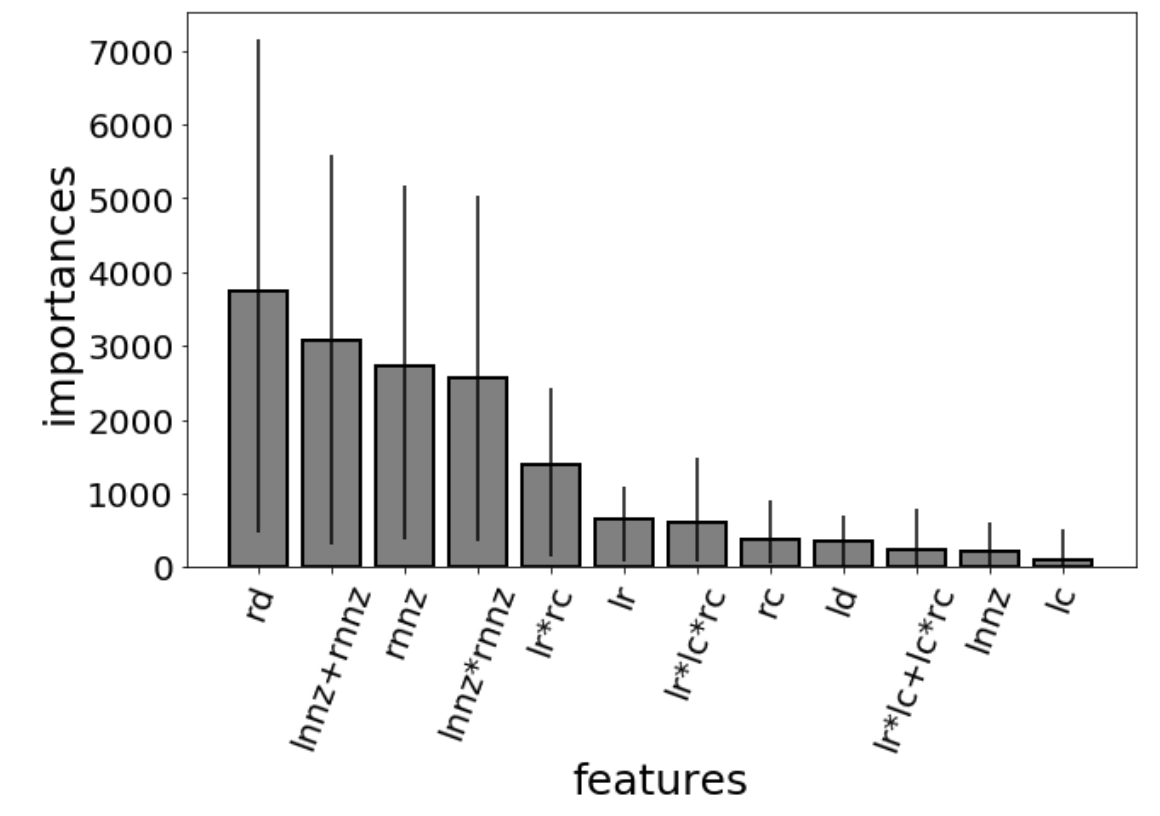 importances
7000
6000
5000
4000
3000
2000
1000
0
rd
lnnz+rnnz
rnnz
lnnz*rnnz
lr*rc
lr
lr*lc*rc
rc
ld
lr*lc+lc*rc
lnnz
lc
features